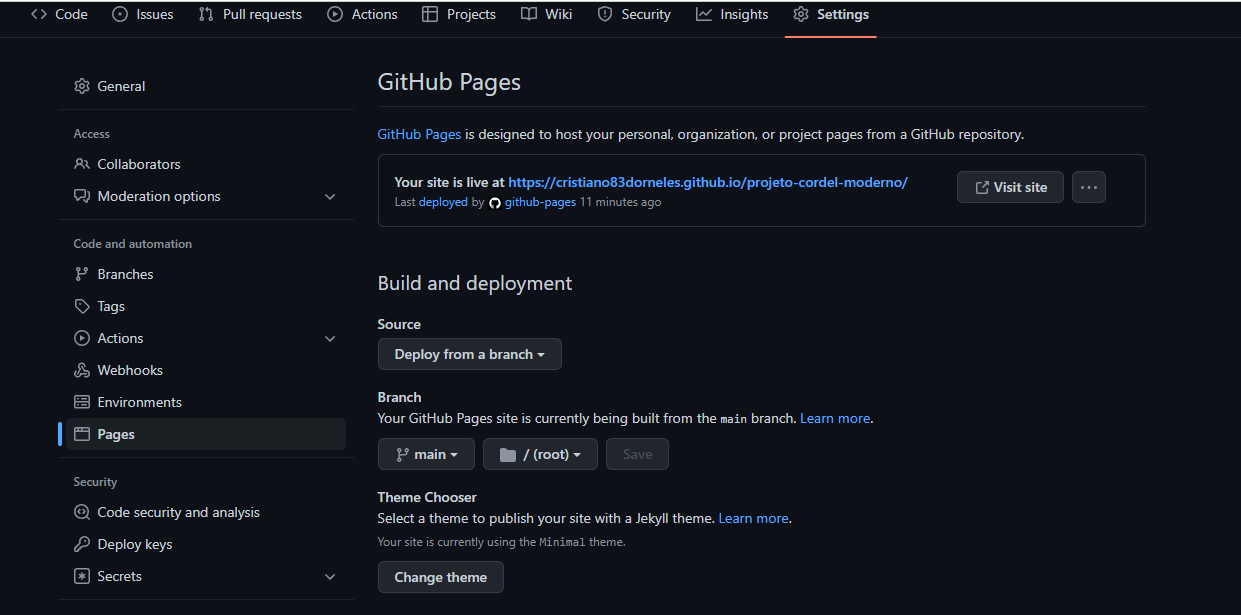 Code Issues Pull requests Actions Projects Wiki Security Insights Settings
General
Access
Collaborators
Moderation options
Code and automation
Branches
Tags
Actions
Webhooks
Environments
Pages
Security
Code security and analysis
Deploy keys
Secrets
GitHub Pages
GitHub Pages is designed to host your personal, organization, or project pages from a GitHub repository.
Your site is live at https://cristiano83dorneles.github.io/projeto-cordel-moderno/
Last deployed by github-pages 11 minutes ago
Visit site
Build and deployment
Source
Deploy from a branch
Branch
Your GitHub Pages site is currently being built from the main branch. Learn more.
main / (root) Save
Theme Chooser
Select a theme to publish your site with a Jekyll theme. Learn more.
Your site is currently using the Minimal theme.
Change theme